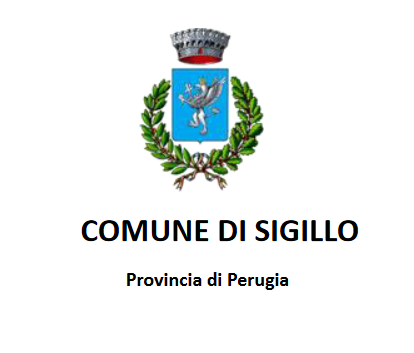 COMUNE DI SIGILLO
Provincia di Perugia